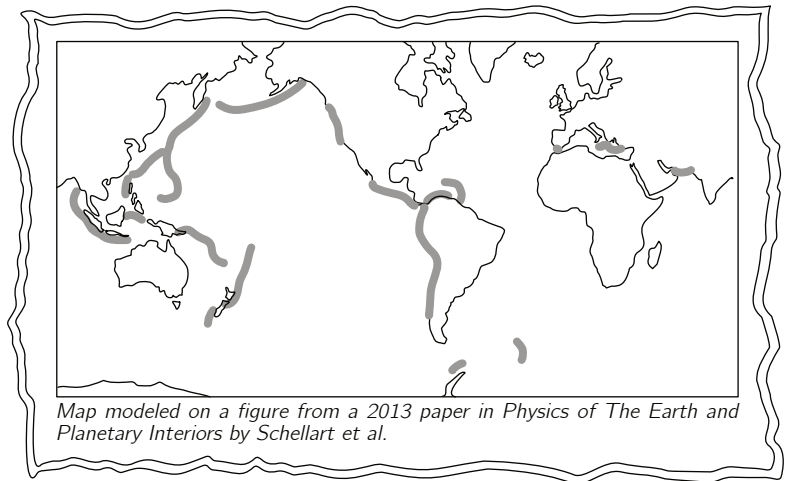 Map modeled on a figure from a 2013 paper in Physics of The Earth and
Planetary Interiors by Schellart et al.